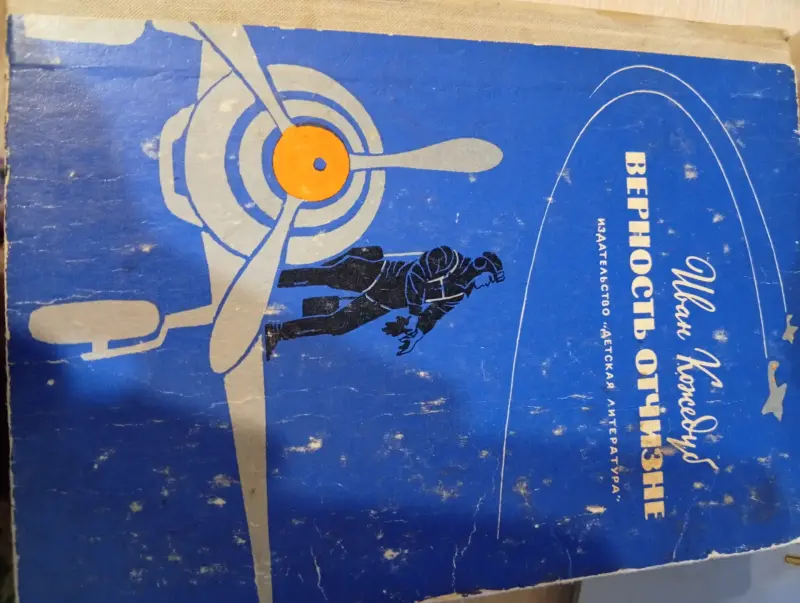 Иван Кожедуб
ВЕРНОСТЬ ОТЧИЗНЕ
ИЗДАТЕЛЬСТВО „ДЕТСКАЯ ЛИТЕРАТУРА“